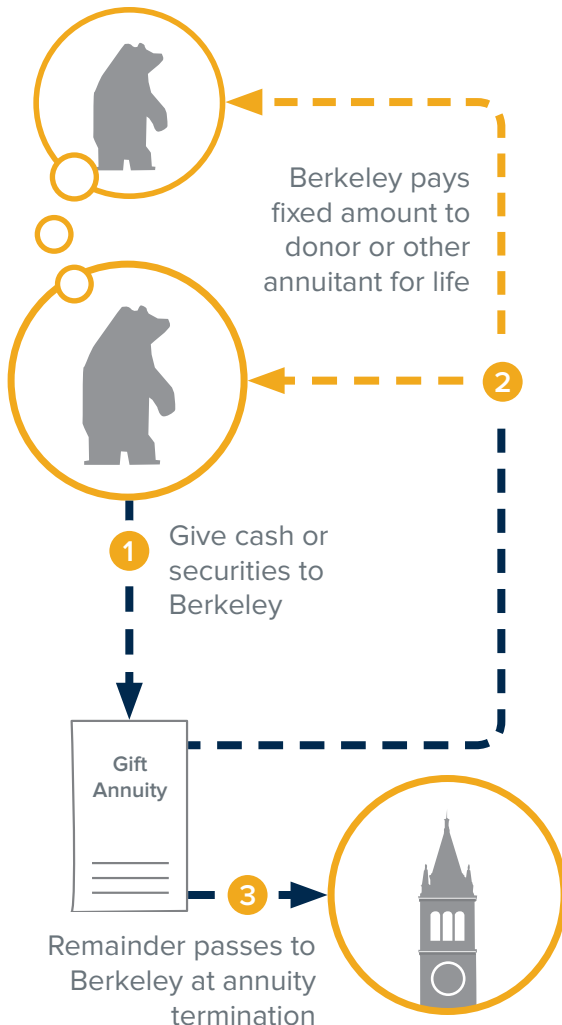 Berkeley pays
fixed amount to
donor or other
annuitant for life
2
1
Give cash or
securities to
Berkeley
Gift
Annuity
3
Remainder passes to
Berkeley at annuity
termination